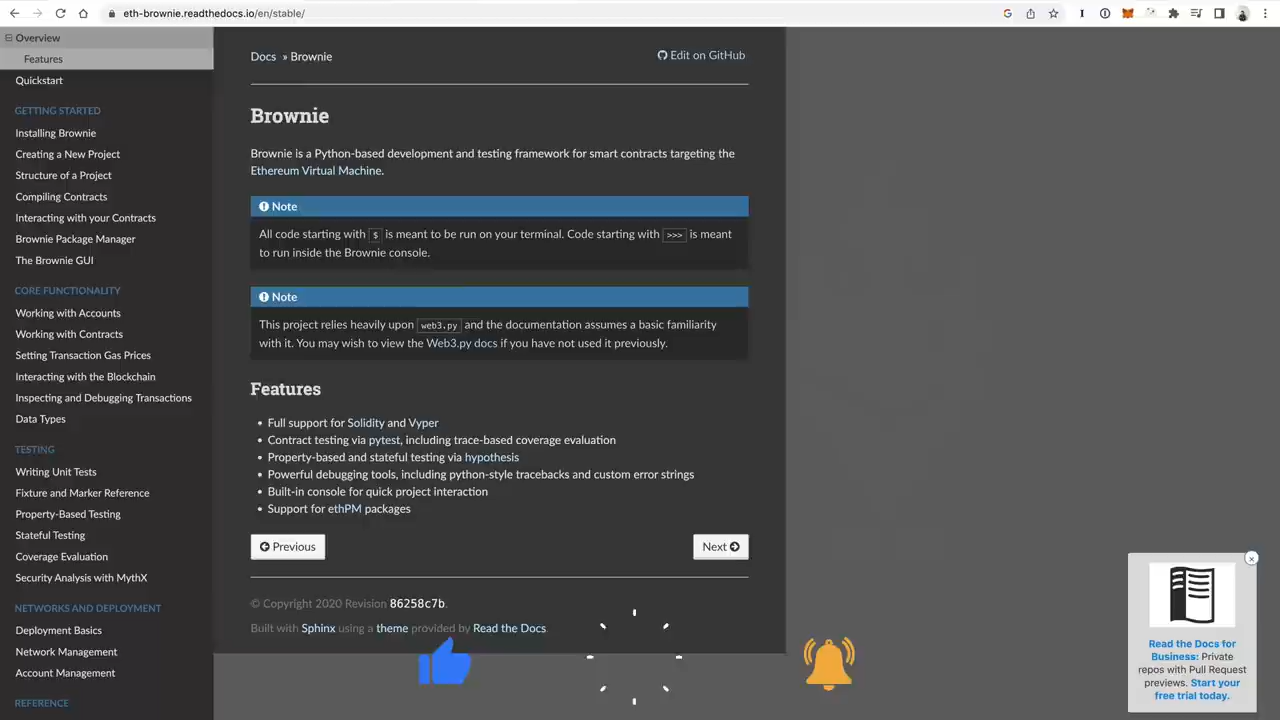 eth-brownie.readthedocs.io/en/stable/
Overview
Features
Quickstart
GETTING STARTED
Installing Brownie
Creating a New Project
Structure of a Project
Compiling Contracts
Interacting with your Contracts
Brownie Package Manager
The Brownie GUI
CORE FUNCTIONALITY
Working with Accounts
Working with Contracts
Setting Transaction Gas Prices
Interacting with the Blockchain
Inspecting and Debugging Transactions
Data Types
TESTING
Writing Unit Tests
Fixture and Marker Reference
Property-Based Testing
Stateful Testing
Coverage Evaluation
Security Analysis with MythX
NETWORKS AND DEPLOYMENT
Deployment Basics
Network Management
Account Management
REFERENCE
Docs » Brownie
Edit on GitHub
Brownie
Brownie is a Python-based development and testing framework for smart contracts targeting the
Ethereum Virtual Machine.
Note
All code starting with $ is meant to be run on your terminal. Code starting with >>> is meant
to run inside the Brownie console.
Note
This project relies heavily upon web3.py and the documentation assumes a basic familiarity
with it. You may wish to view the Web3.py docs if you have not used it previously.
Features
• Full support for Solidity and Vyper
• Contract testing via pytest, including trace-based coverage evaluation
• Property-based and stateful testing via hypothesis
• Powerful debugging tools, including python-style tracebacks and custom error strings
• Built-in console for quick project interaction
• Support for ethPM packages
Previous
Next
© Copyright 2020 Revision 86258c7b.
Built with Sphinx using a theme provided by Read the Docs.
Read the Docs for
Business: Private
repos with Pull Request
previews. Start your
free trial today.